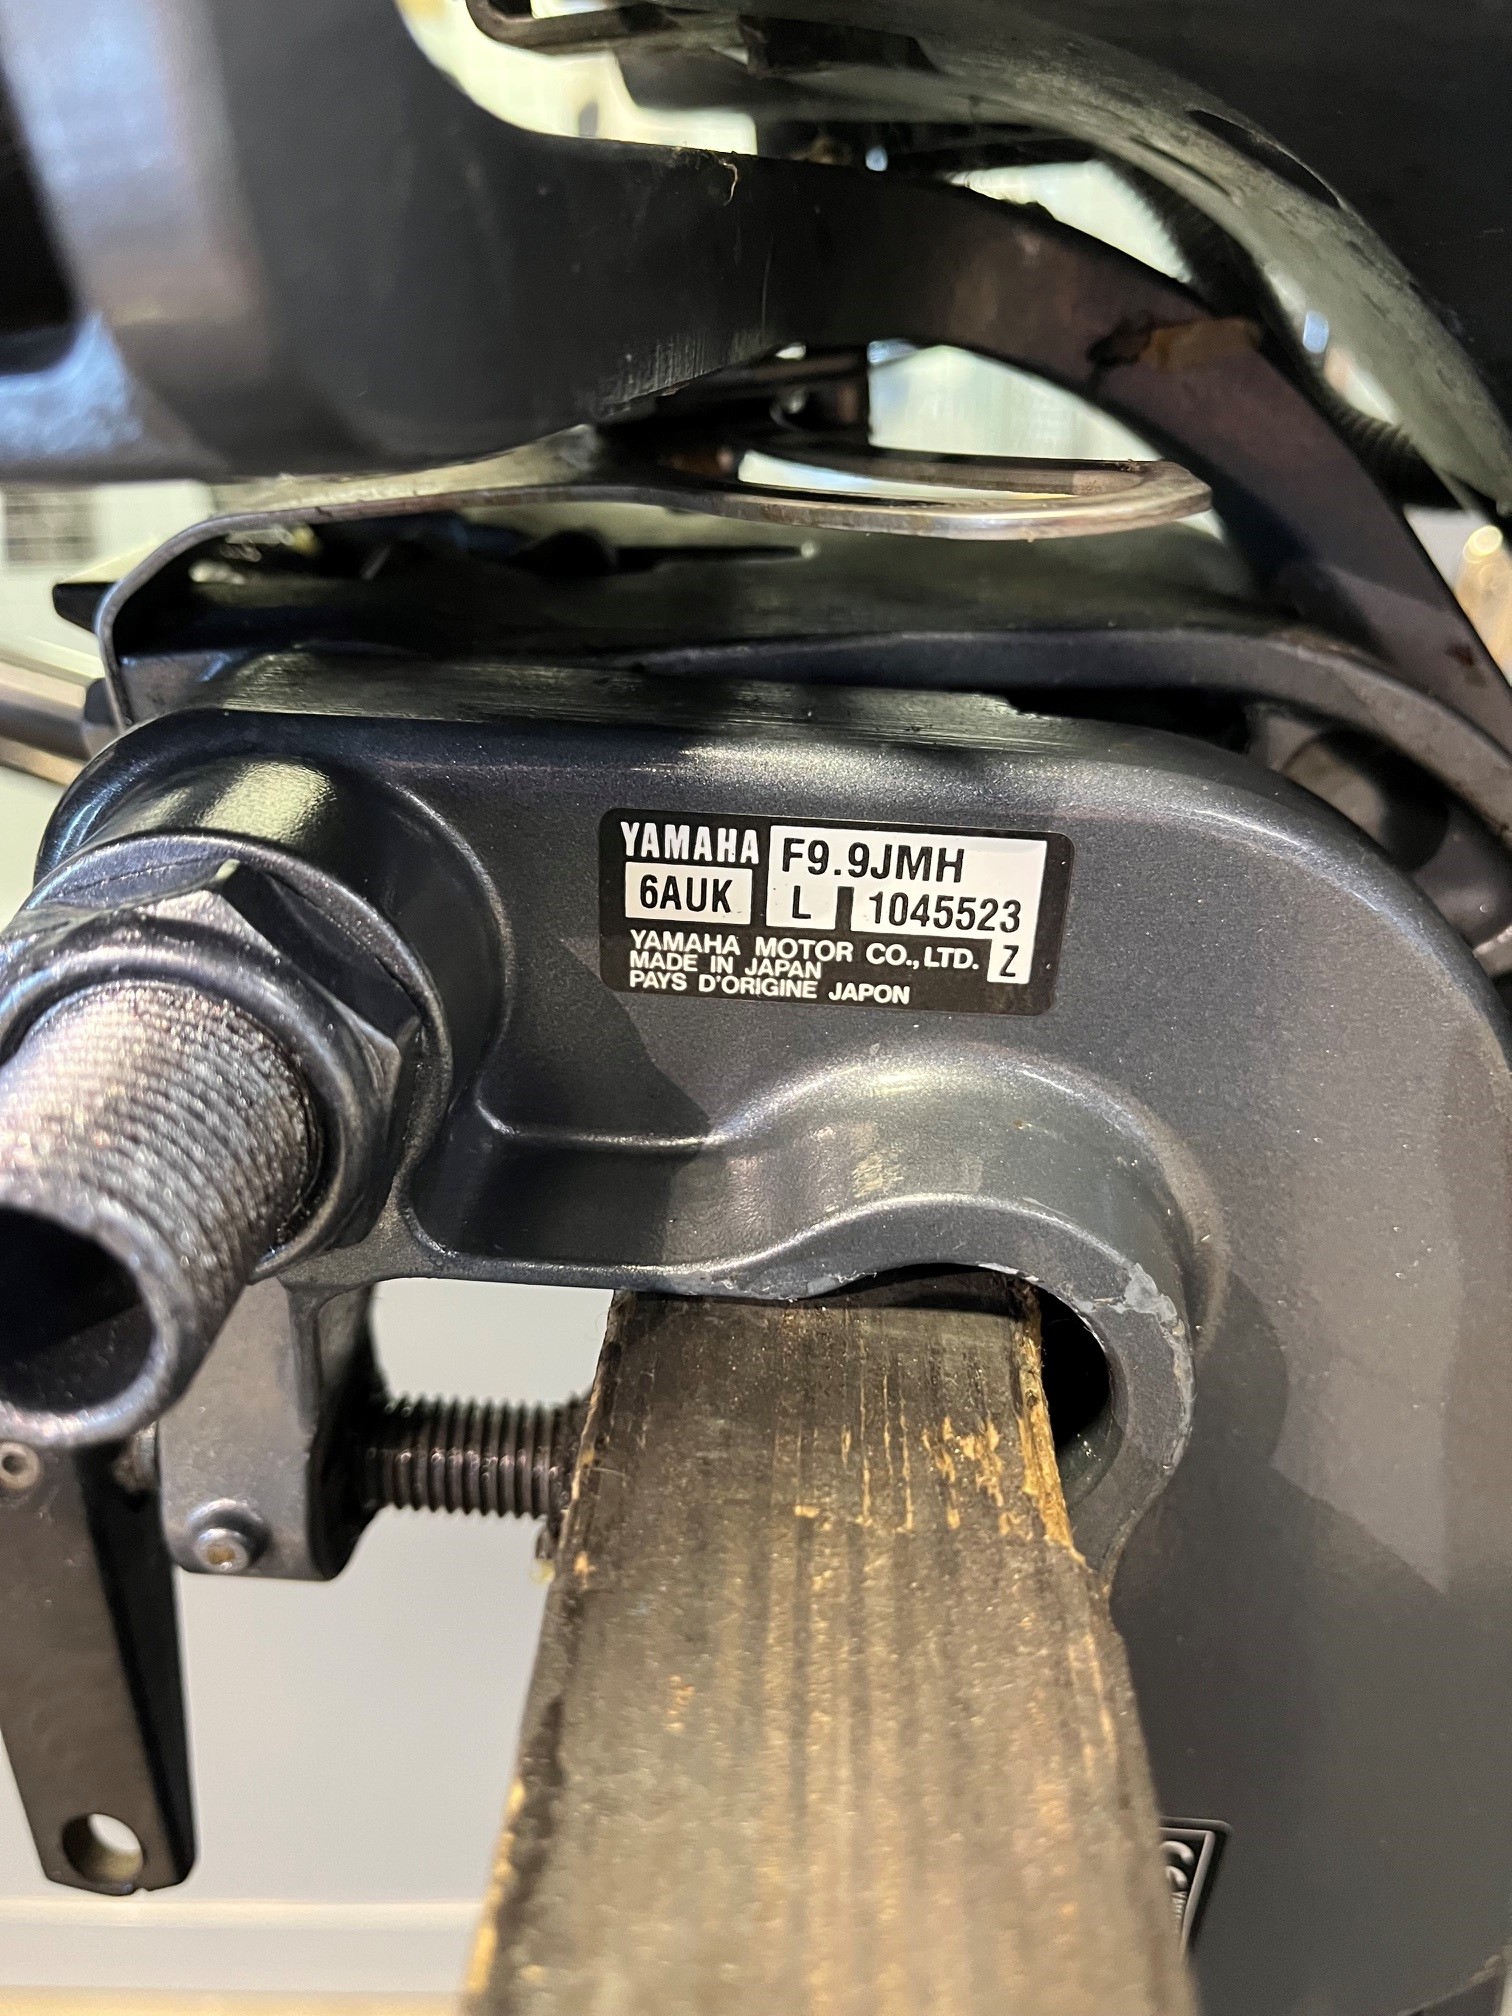 YAMAHA F9.9JMH
6AUK L 1045523
YAMAHA MOTOR CO., LTD. Z
MADE IN JAPAN
PAYS D'ORIGINE JAPON